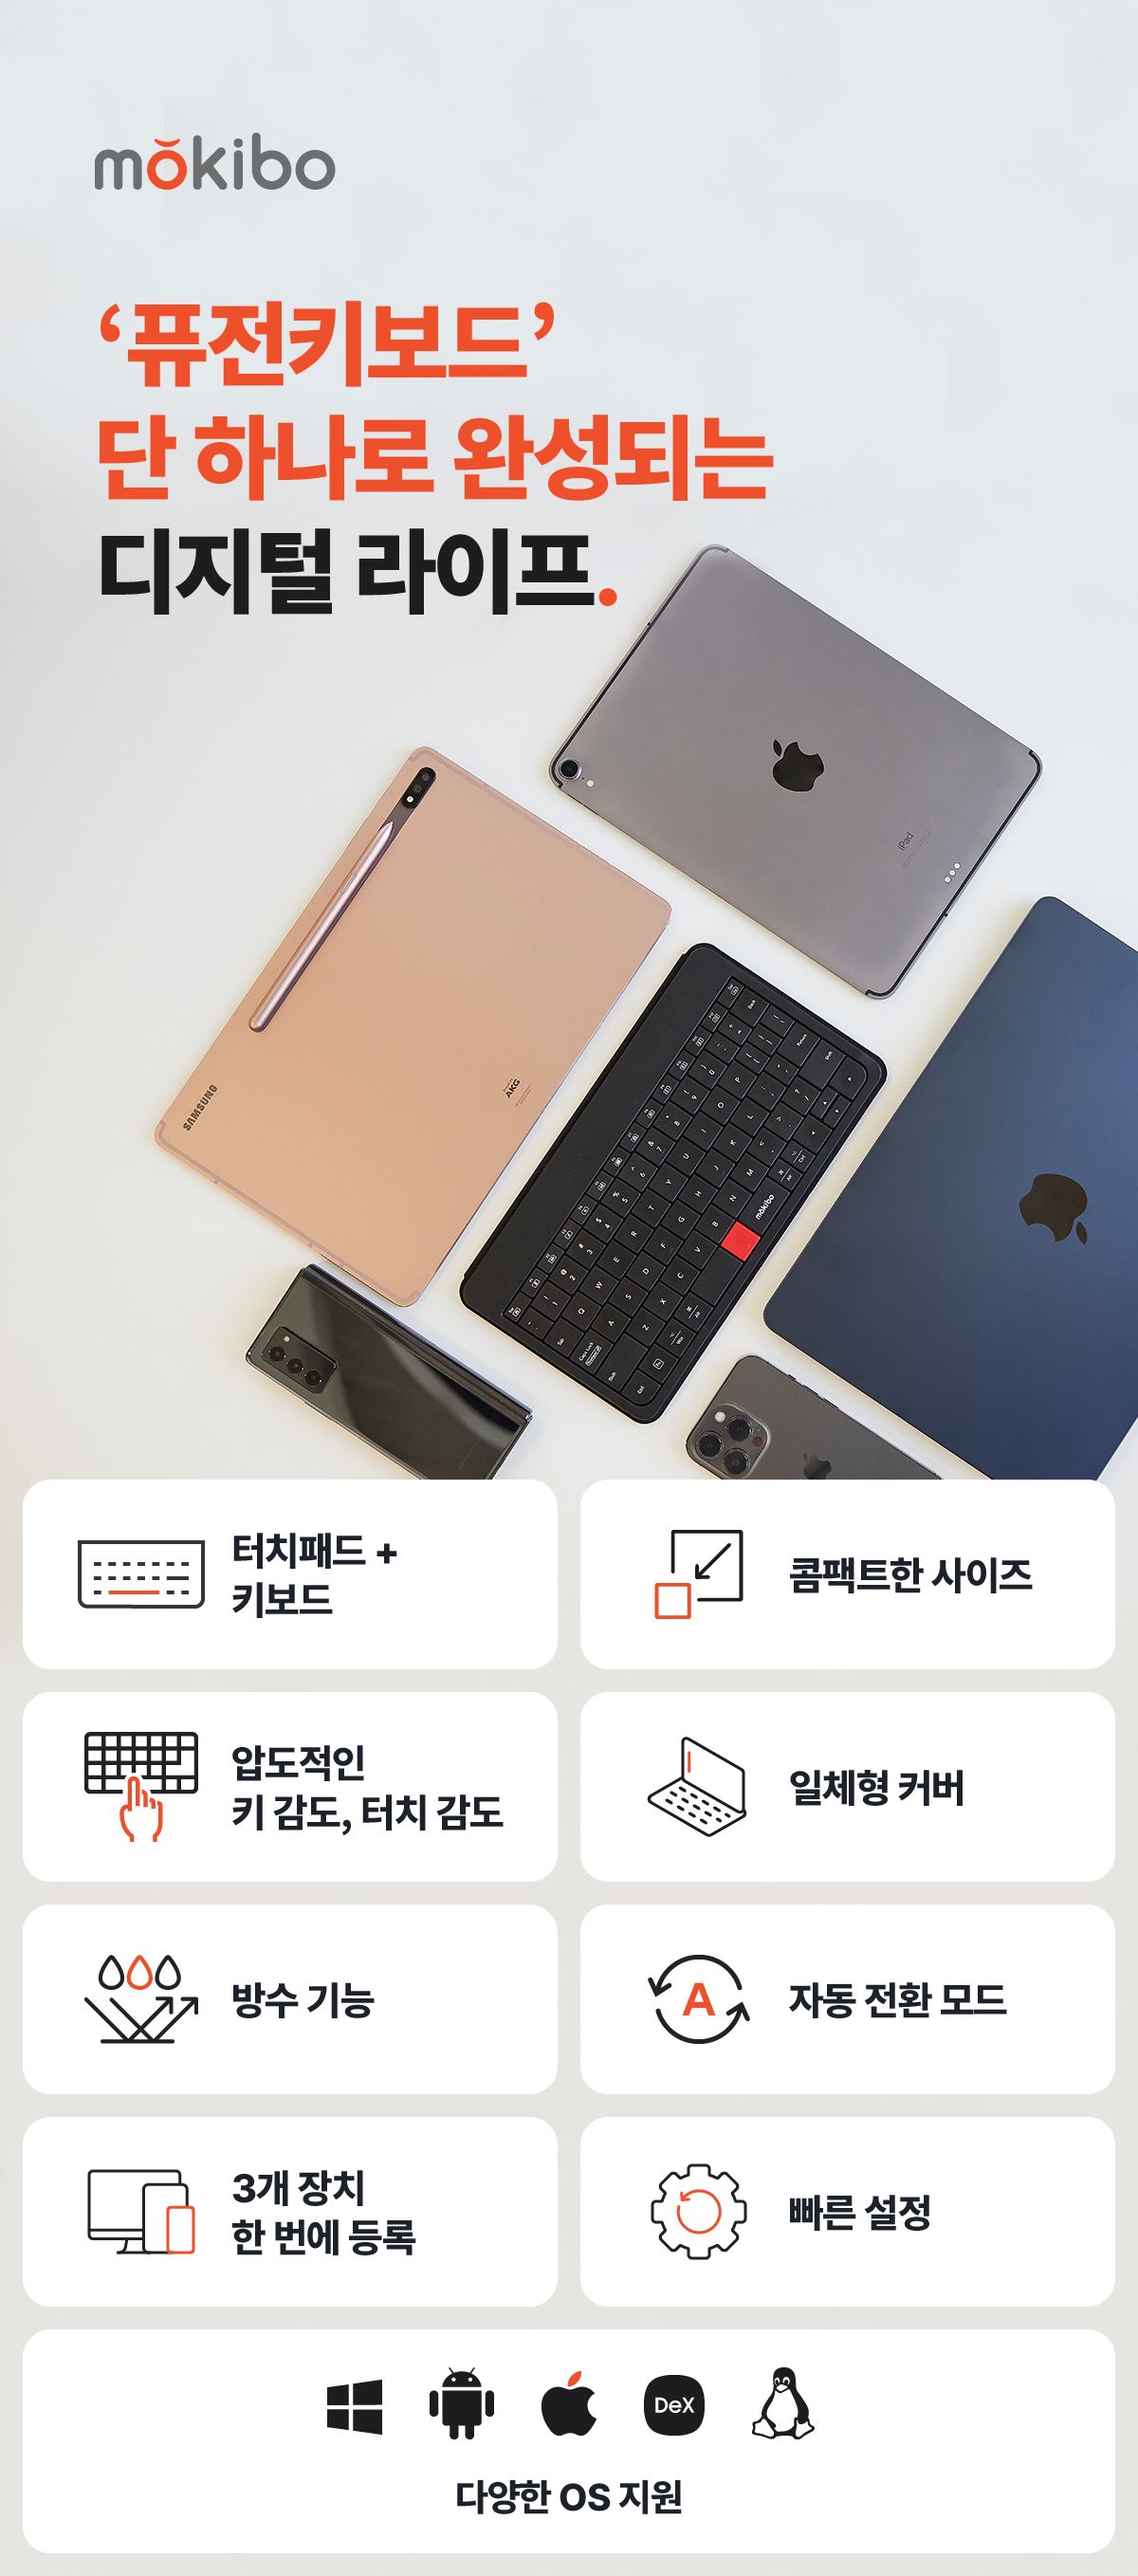 mokibo
‘퓨전키보드’
단 하나로 완성되는
디지털 라이프.
iPad
SAMSUNG
AKG
mokibo
터치패드 +
키보드
콤팩트한 사이즈
압도적인
키 감도, 터치 감도
일체형 커버
방수 기능
A
자동 전환 모드
3개 장치
한 번에 등록
빠른 설정
DeX
다양한 OS 지원